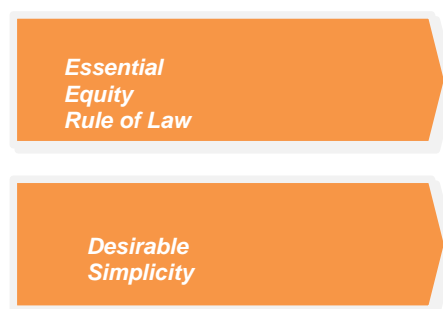 Essential
Equity
Rule of Law
Desirable
Simplicity